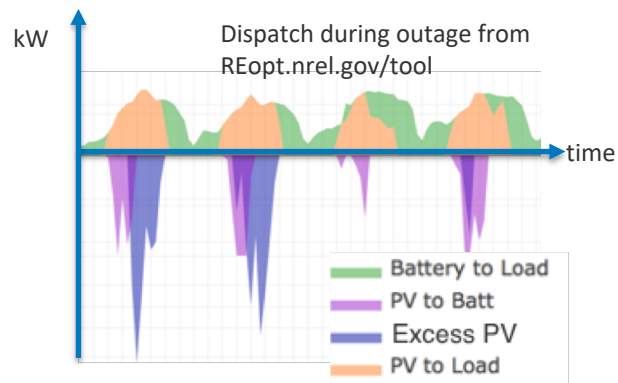 kW
Dispatch during outage from
REopt.nrel.gov/tool
time
Battery to Load
PV to Batt
Excess PV
PV to Load